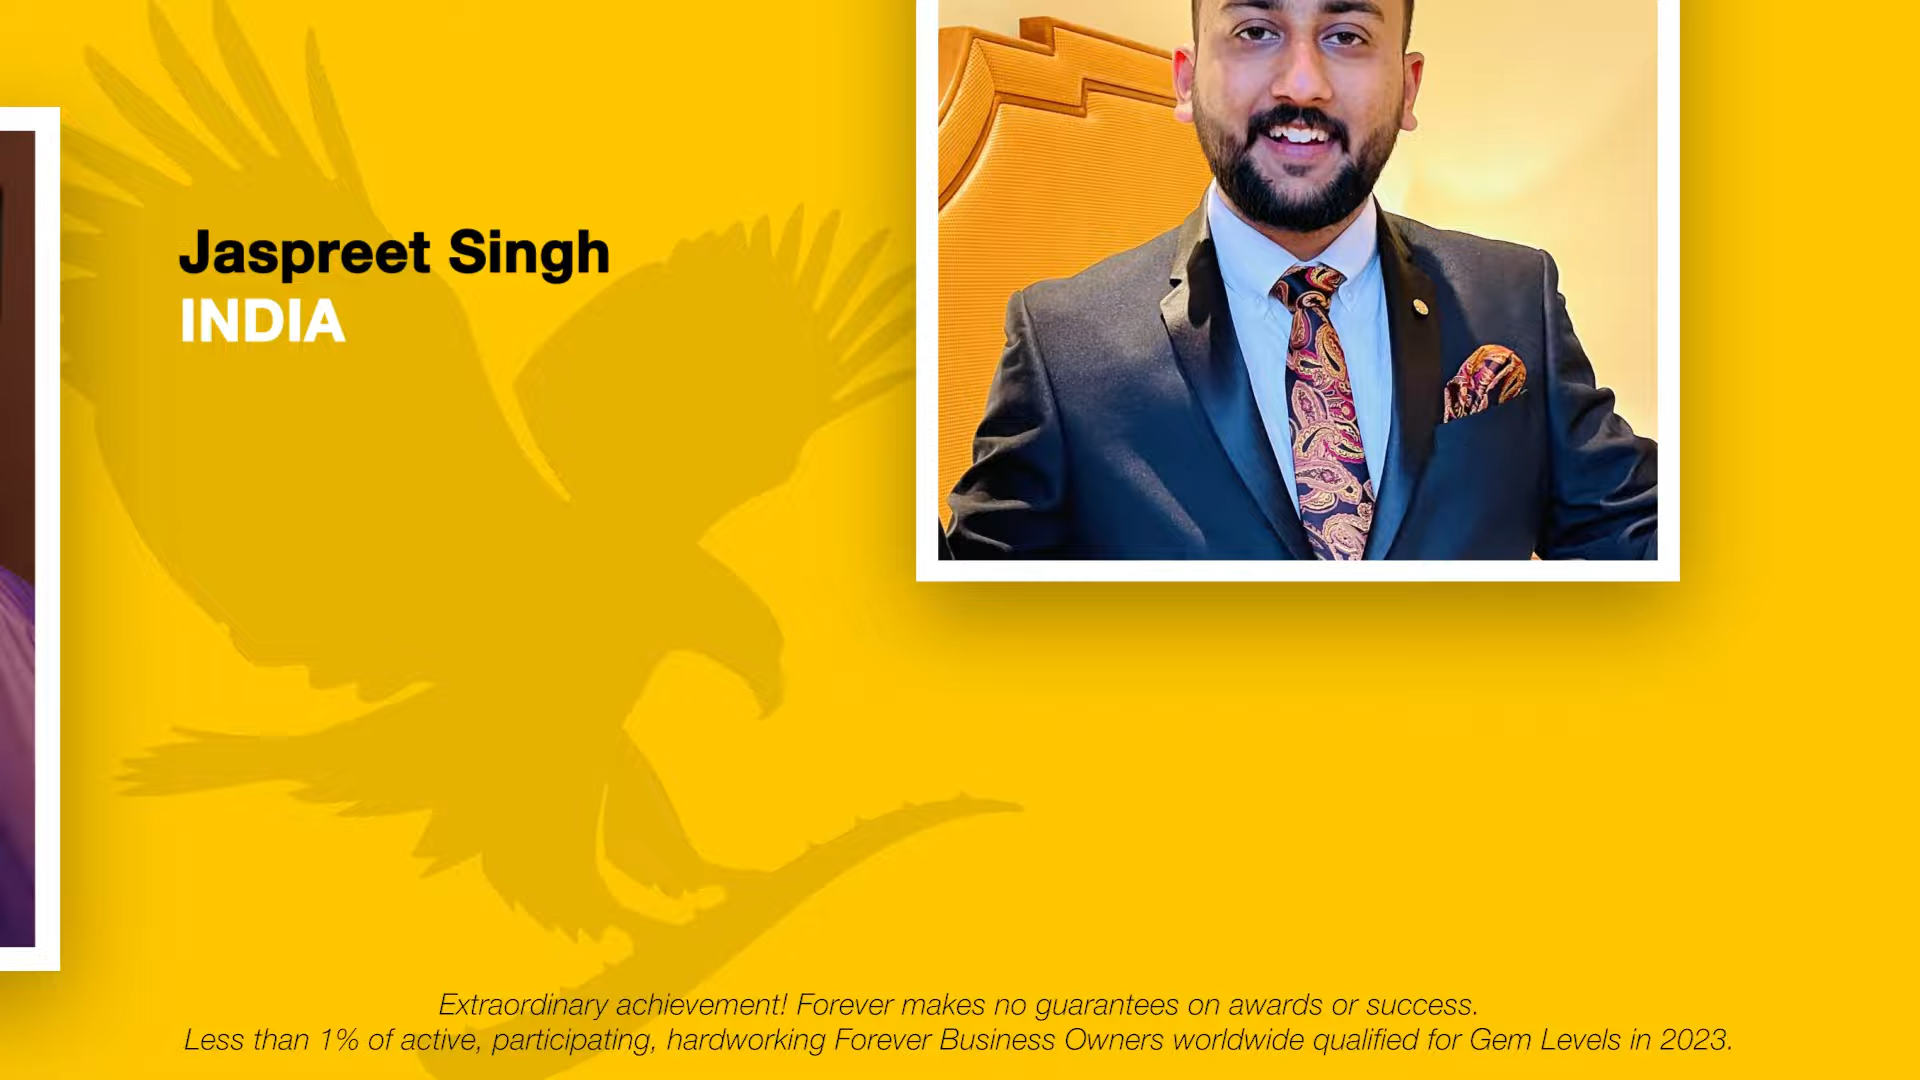 Jaspreet Singh
INDIA
Extraordinary achievement! Forever makes no guarantees on awards or success.
Less than 1% of active, participating, hardworking Forever Business Owners worldwide qualified for Gem Levels in 2023.